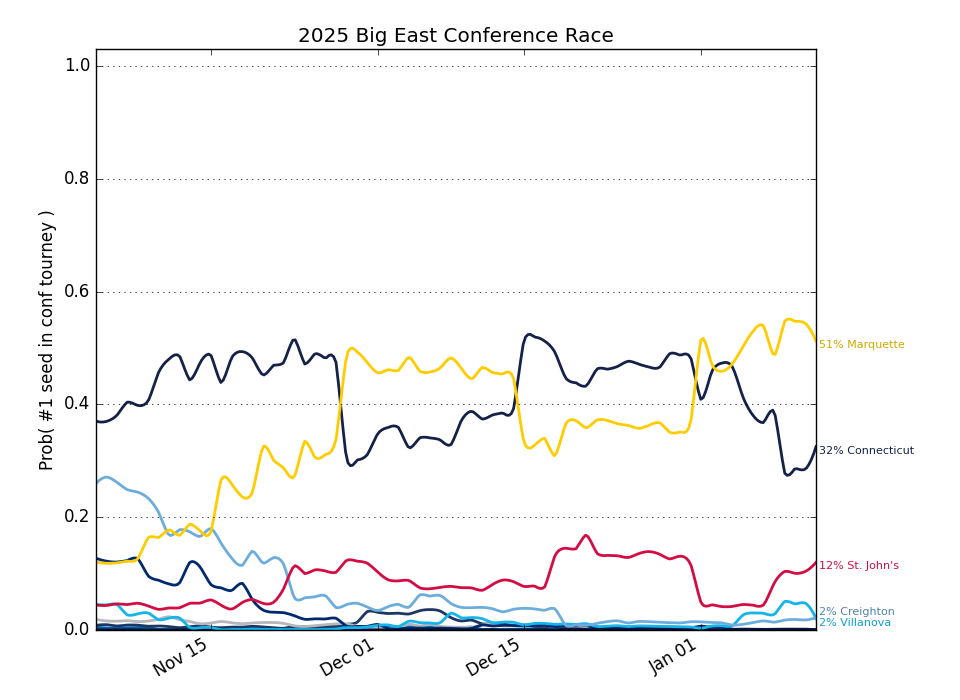 2025 Big East Conference Race
Prob( #1 seed in conf tourney )
1.0
0.8
0.6
0.4
0.2
0.0
51% Marquette
32% Connecticut
12% St. John's
2% Creighton
2% Villanova
Nov 15
Dec 01
Dec 15
Jan 01